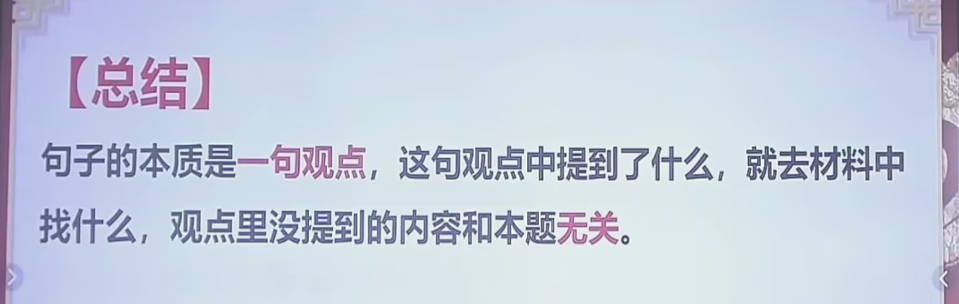 【总结】
句子的本质是一句观点，这句观点中提到了什么，就去材料中
找什么，观点里没提到的内容和本题无关。